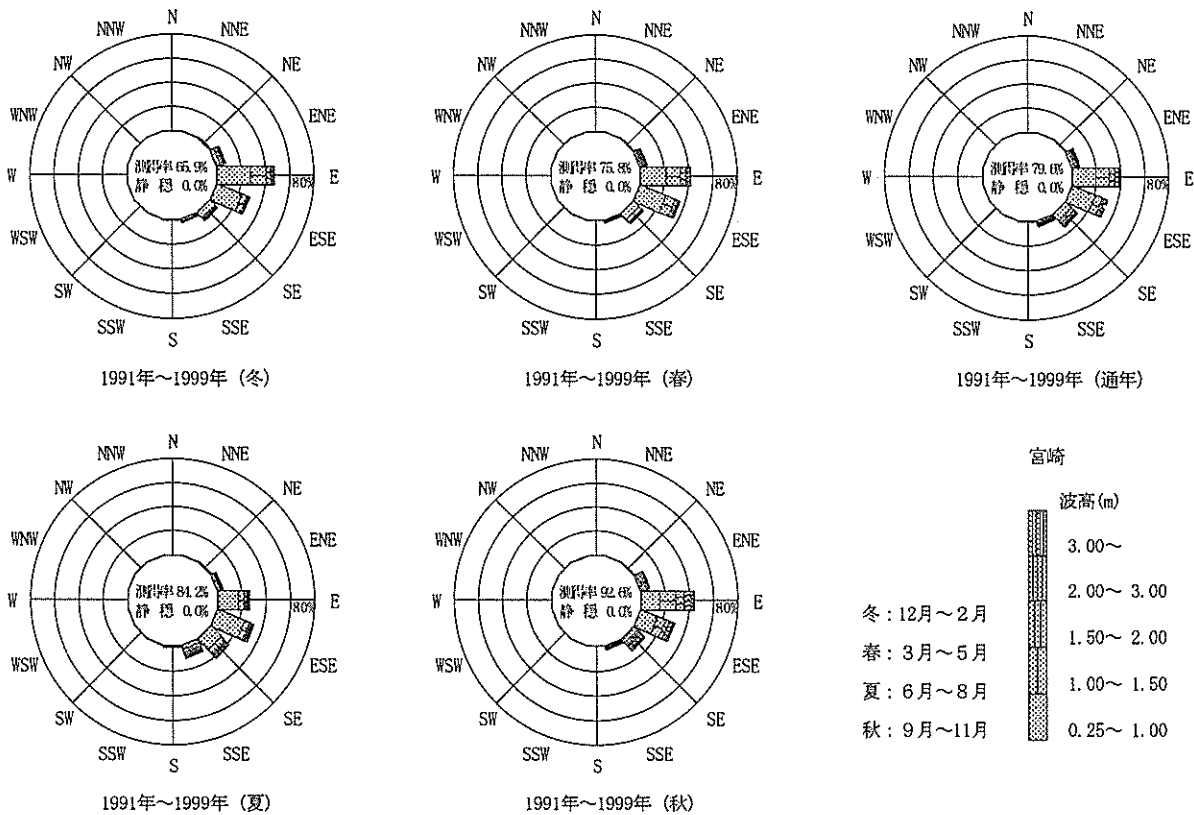 N
NNW
NNE
NW
NE
WNW
ENE
測得率 65.9%
静穏 0.0%
W
80%
E
WSW
ESE
SW
SE
SSW
SSE
S
1991年～1999年 (冬)
N
NNW
NNE
NW
NE
WNW
ENE
測得率 75.8%
静穏 0.0%
W
80%
E
WSW
ESE
SW
SE
SSW
SSE
S
1991年～1999年 (春)
N
NNW
NNE
NW
NE
WNW
ENE
測得率 79.6%
静穏 0.0%
W
80%
E
WSW
ESE
SW
SE
SSW
SSE
S
1991年～1999年 (通年)
N
NNW
NNE
NW
NE
WNW
ENE
測得率 84.2%
静穏 0.0%
W
80%
E
WSW
ESE
SW
SE
SSW
SSE
S
1991年～1999年 (夏)
N
NNW
NNE
NW
NE
WNW
ENE
測得率 92.6%
静穏 0.0%
W
80%
E
WSW
ESE
SW
SE
SSW
SSE
S
1991年～1999年 (秋)
冬：12月～2月
春：3月～5月
夏：6月～8月
秋：9月～11月
宮崎
波高(m)
3.00～
2.00～ 3.00
1.50～ 2.00
1.00～ 1.50
0.25～ 1.00